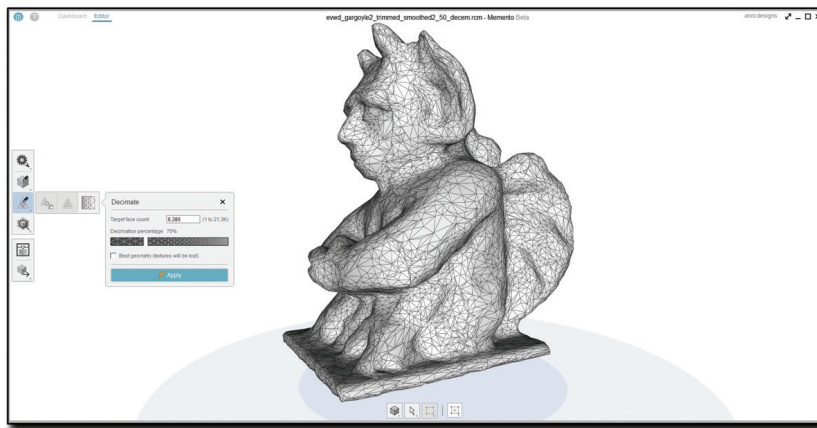 Dashboard Editor
evwd_gargoyle2_trimmed_smoothed2_50_decem.rcm - Memento Beta
anncdesigns
Decimate
Target face count: 6,386 (1 to 21.3K)
Decimation percentage: 70%
Best geometry (textures will be lost)
Apply